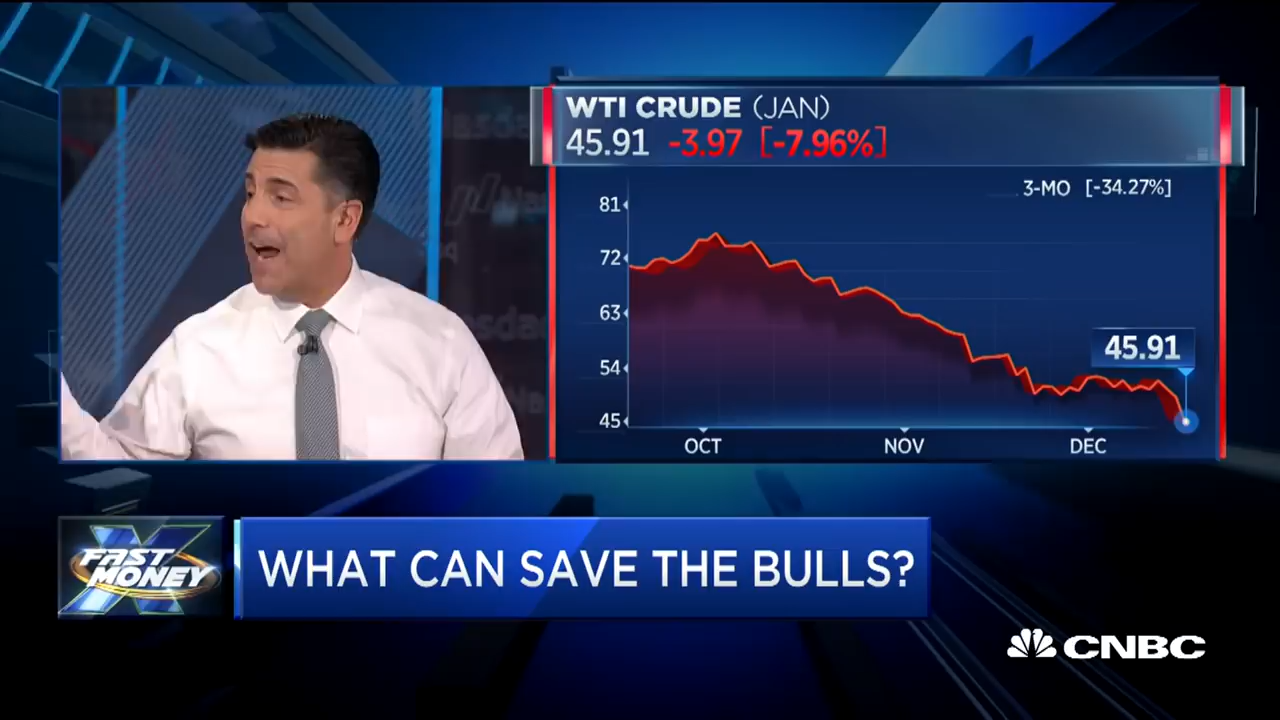 WTI CRUDE (JAN)
45.91 -3.97 [-7.96%]
3-MO [-34.27%]
81
72
63
54
45
45.91
OCT NOV DEC
FAST
MONEY
WHAT CAN SAVE THE BULLS?
CNBC